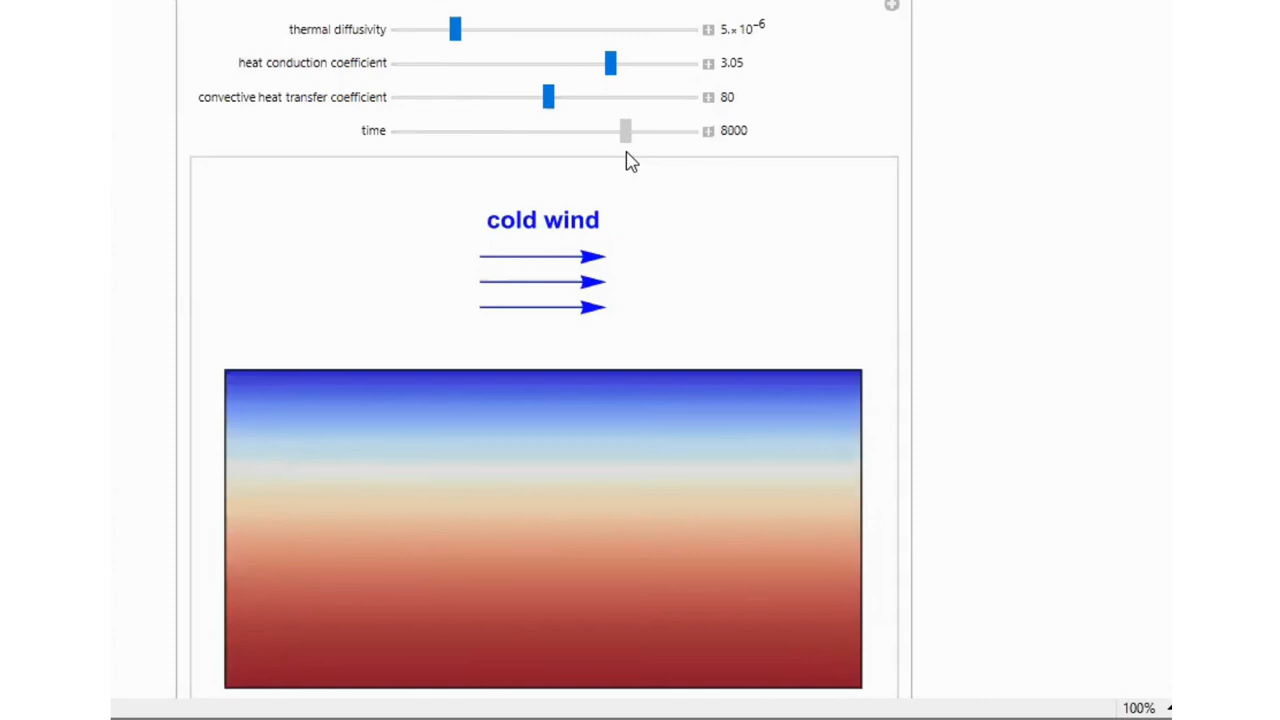 thermal diffusivity 5.×10⁻⁶
heat conduction coefficient 3.05
convective heat transfer coefficient 80
time 8000
cold wind
100%